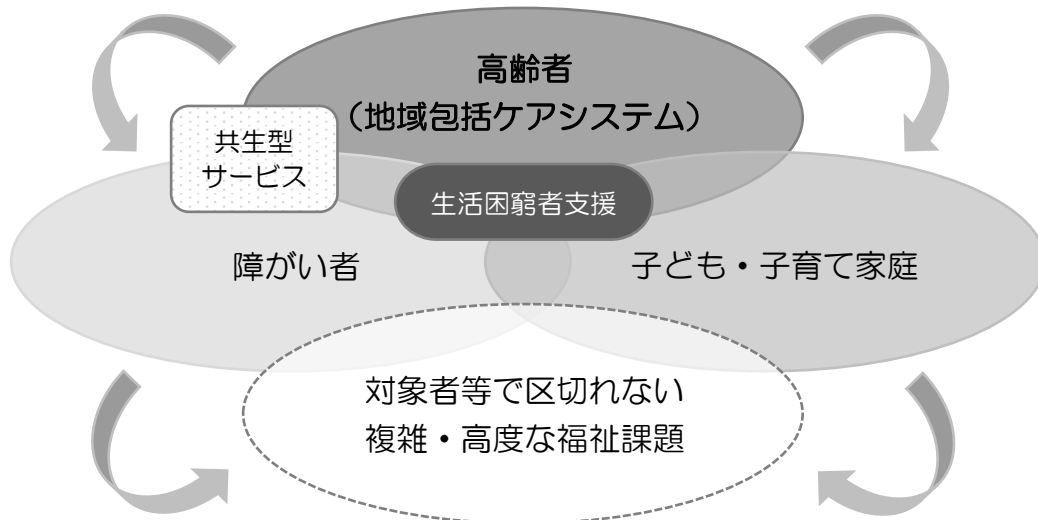 高齢者
（地域包括ケアシステム）
共生型
サービス
生活困窮者支援
障がい者
子ども・子育て家庭
対象者等で区切れない
複雑・高度な福祉課題